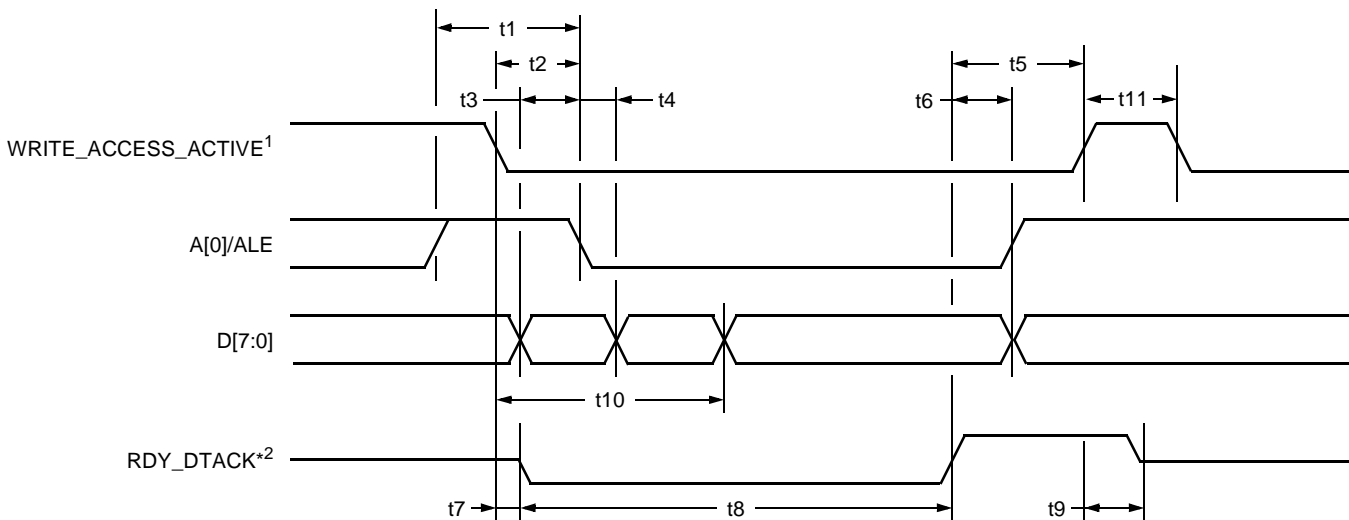 t1
t2
t5
t3
t4
t6
t11
WRITE_ACCESS_ACTIVE1
A[0]/ALE
D[7:0]
t10
RDY_DTACK*2
t7
t8
t9